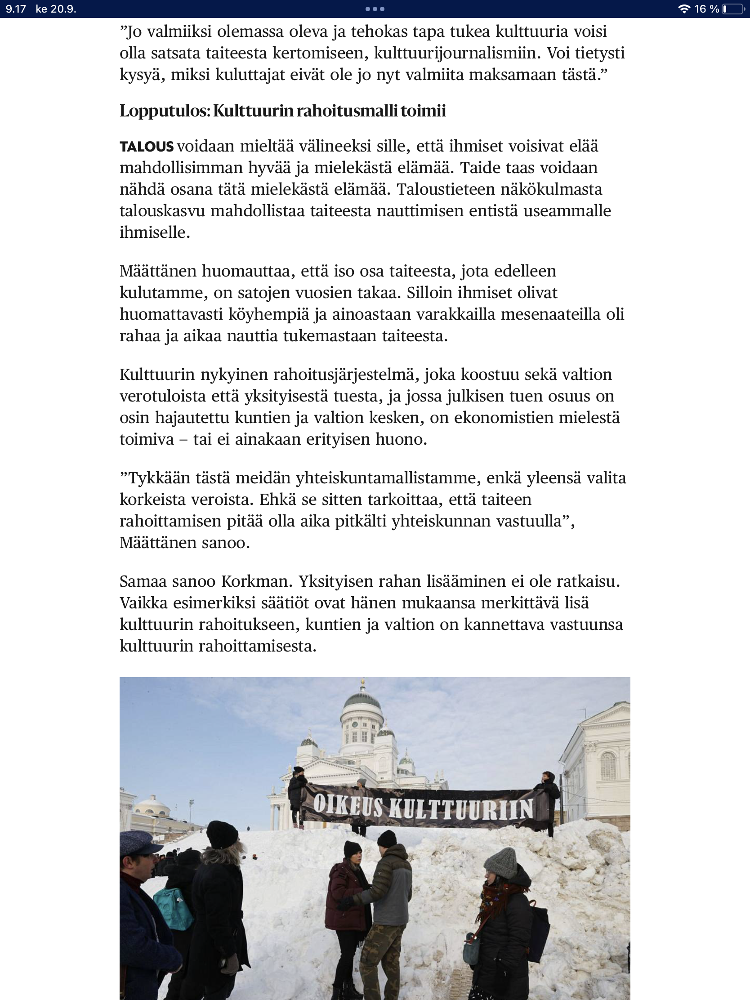 9.17 ke 20.9.
16 %
”Jo valmiiksi olemassa oleva ja tehokas tapa tukea kulttuuria voisi
olla satsata taiteesta kertomiseen, kulttuurijournalismiin. Voi tietysti
kysyä, miksi kuluttajat eivät ole jo nyt valmiita maksamaan tästä.”
Lopputulos: Kulttuurin rahoitusmalli toimii
TALOUS voidaan mieltää välineeksi sille, että ihmiset voisivat elää
mahdollisimman hyvää ja mielekästä elämää. Taide taas voidaan
nähdä osana tätä mielekästä elämää. Taloustieteen näkökulmasta
talouskasvu mahdollistaa taiteesta nauttimisen entistä useammalle
ihmiselle.
Määttänen huomauttaa, että iso osa taiteesta, jota edelleen
kulutamme, on satojen vuosien takaa. Silloin ihmiset olivat
huomattavasti köyhempiä ja ainoastaan varakkailla mesenaateilla oli
rahaa ja aikaa nauttia tukemastaan taiteesta.
Kulttuurin nykyinen rahoitusjärjestelmä, joka koostuu sekä valtion
verotuloista että yksityisestä tuesta, ja jossa julkisen tuen osuus on
osin hajautettu kuntien ja valtion kesken, on ekonomistien mielestä
toimiva – tai ei ainakaan erityisen huono.
”Tykkään tästä meidän yhteiskuntamallistamme, enkä yleensä valita
korkeista veroista. Ehkä se sitten tarkoittaa, että taiteen
rahoittamisen pitää olla aika pitkälti yhteiskunnan vastuulla”,
Määttänen sanoo.
Samaa sanoo Korkman. Yksityisen rahan lisääminen ei ole ratkaisu.
Vaikka esimerkiksi säätiöt ovat hänen mukaansa merkittävä lisä
kulttuurin rahoitukseen, kuntien ja valtion on kannettava vastuunsa
kulttuurin rahoittamisesta.
OIKEUS KULTTUURIIN